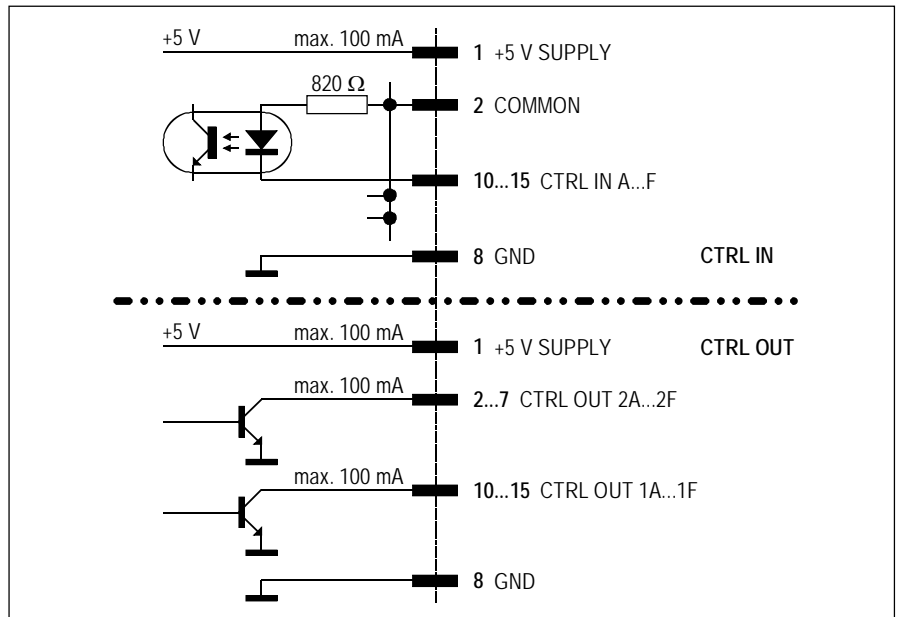 +5 V max. 100 mA 1 +5 V SUPPLY
820 Ω
2 COMMON
10...15 CTRL IN A...F
8 GND CTRL IN
+5 V max. 100 mA 1 +5 V SUPPLY CTRL OUT
max. 100 mA 2...7 CTRL OUT 2A...2F
max. 100 mA 10...15 CTRL OUT 1A...1F
8 GND